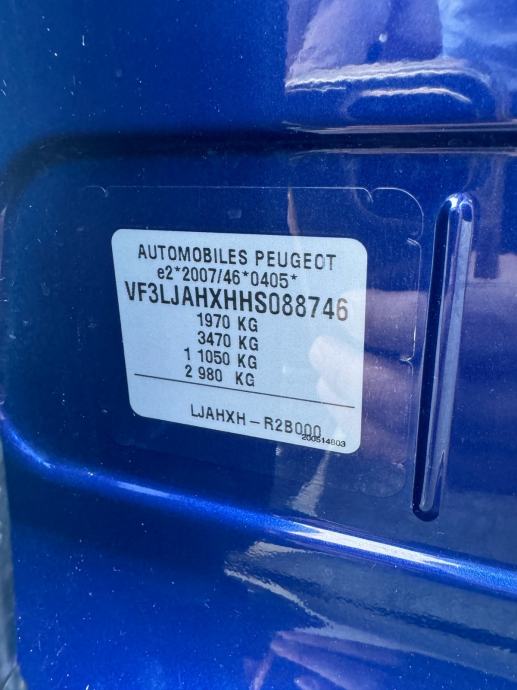 AUTOMOBILES PEUGEOT
e2*2007/46*0405*
VF3LJAHXHHS088746
1970 KG
3470 KG
1 1050 KG
2 980 KG
LJAHXH-R2B000
200514803